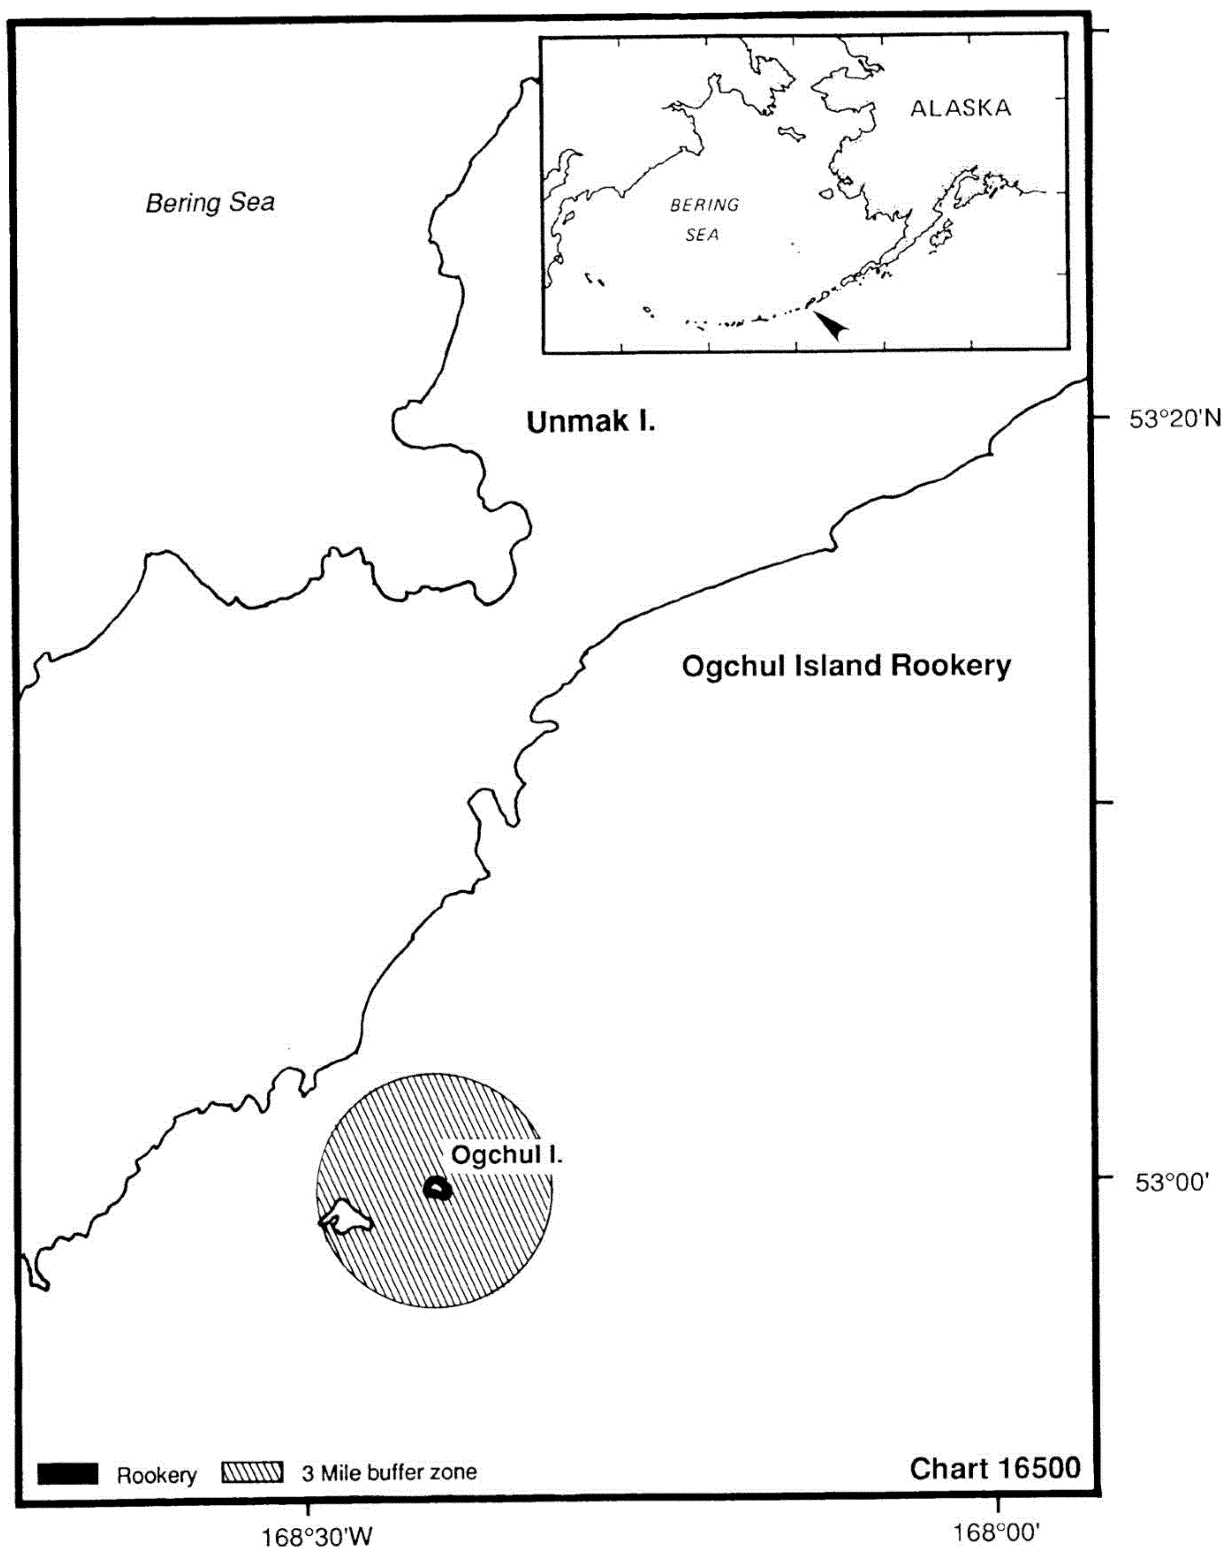 ALASKA
Bering Sea
BERING
SEA
Unmak I.
53°20'N
Ogchul Island Rookery
Ogchul I.
53°00'
Rookery
3 Mile buffer zone
Chart 16500
168°30'W
168°00'